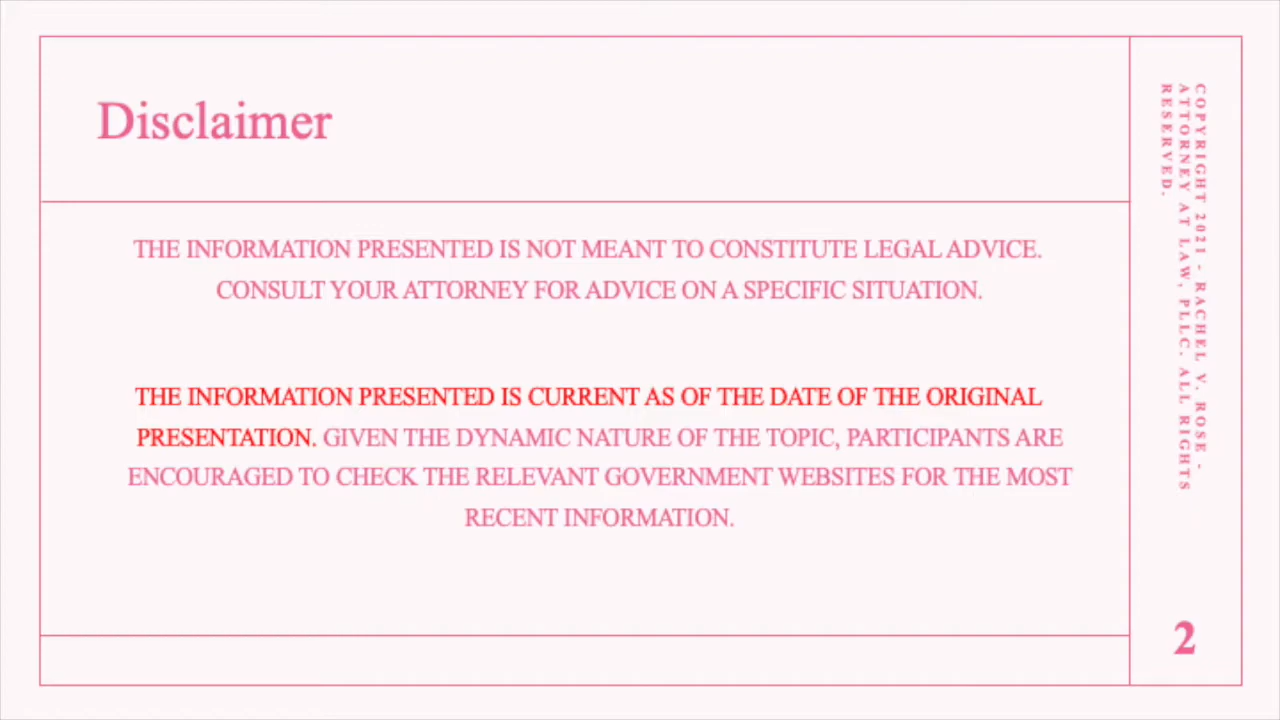 Disclaimer
THE INFORMATION PRESENTED IS NOT MEANT TO CONSTITUTE LEGAL ADVICE.
CONSULT YOUR ATTORNEY FOR ADVICE ON A SPECIFIC SITUATION.
THE INFORMATION PRESENTED IS CURRENT AS OF THE DATE OF THE ORIGINAL
PRESENTATION. GIVEN THE DYNAMIC NATURE OF THE TOPIC, PARTICIPANTS ARE
ENCOURAGED TO CHECK THE RELEVANT GOVERNMENT WEBSITES FOR THE MOST
RECENT INFORMATION.
COPYRIGHT 2021 - RACHEL V. ROSE -
ATTORNEY AT LAW, PLLC. ALL RIGHTS
RESERVED.
2